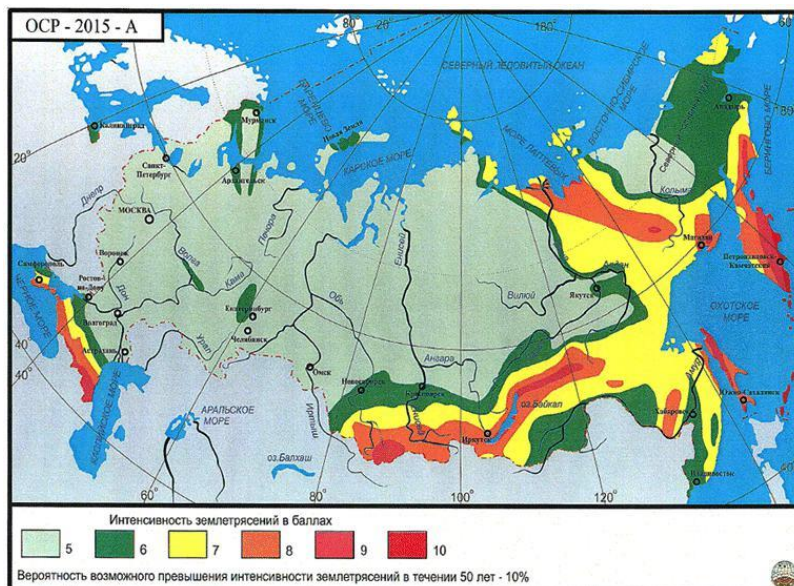 ОСР - 2015 - А
80
20°
180°
60°
СЕВЕРНЫЙ ЛЕДОВИТЫЙ ОКЕАН
ВОСТОЧНО-СИБИРСКОЕ МОРЕ
БЕРИНГОВО МОРЕ
Анадырь
Калининград
Мурманск
Новая Земля
КАРСКОЕ МОРЕ
МОРЕ ЛАПТЕВЫХ
20°
Санкт-
Петербург
Архангельск
Колыма
Днепр
МОСКВА
Печора
Енисей
Магадан
Петропавловск-
Камчатский
Воронеж
Волга
Кама
Обь
Вилюй
Алдан
Якутск
Симферополь
Ростов-
на-Дону
Дон
Екатеринбург
ОХОТСКОЕ
МОРЕ
ЧЕРНОЕ МОРЕ
Волгоград
Челябинск
Урал
Ангара
Амур
40
40°
Астрахань
Омск
Новосибирск
Красноярск
оз.Байкал
Южно-Сахалинск
Хабаровск
КАСПИЙСКОЕ МОРЕ
АРАЛЬСКОЕ
МОРЕ
Иртыш
Иркутск
оз.Балхаш
Владивосток
60°
80°
100°
120°
40°
Интенсивность землетрясений в баллах
5 6 7 8 9 10
Вероятность возможного превышения интенсивности землетрясений в течении 50 лет - 10%